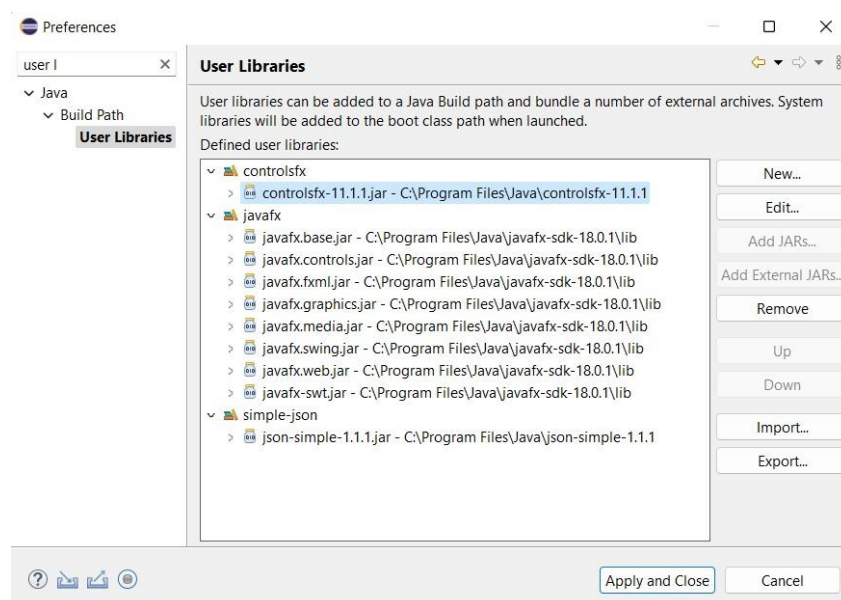 Preferences
user l
User Libraries
Java
Build Path
User Libraries
User libraries can be added to a Java Build path and bundle a number of external archives. System
libraries will be added to the boot class path when launched.
Defined user libraries:
controlsfx
controlsfx-11.1.1.jar - C:\Program Files\Java\controlsfx-11.1.1
javafx
javafx.base.jar - C:\Program Files\Java\javafx-sdk-18.0.1\lib
javafx.controls.jar - C:\Program Files\Java\javafx-sdk-18.0.1\lib
javafx.fxml.jar - C:\Program Files\Java\javafx-sdk-18.0.1\lib
javafx.graphics.jar - C:\Program Files\Java\javafx-sdk-18.0.1\lib
javafx.media.jar - C:\Program Files\Java\javafx-sdk-18.0.1\lib
javafx.swing.jar - C:\Program Files\Java\javafx-sdk-18.0.1\lib
javafx.web.jar - C:\Program Files\Java\javafx-sdk-18.0.1\lib
javafx-swt.jar - C:\Program Files\Java\javafx-sdk-18.0.1\lib
simple-json
json-simple-1.1.1.jar - C:\Program Files\Java\json-simple-1.1.1
New...
Edit...
Add JARs...
Add External JARs..
Remove
Up
Down
Import...
Export...
Apply and Close
Cancel